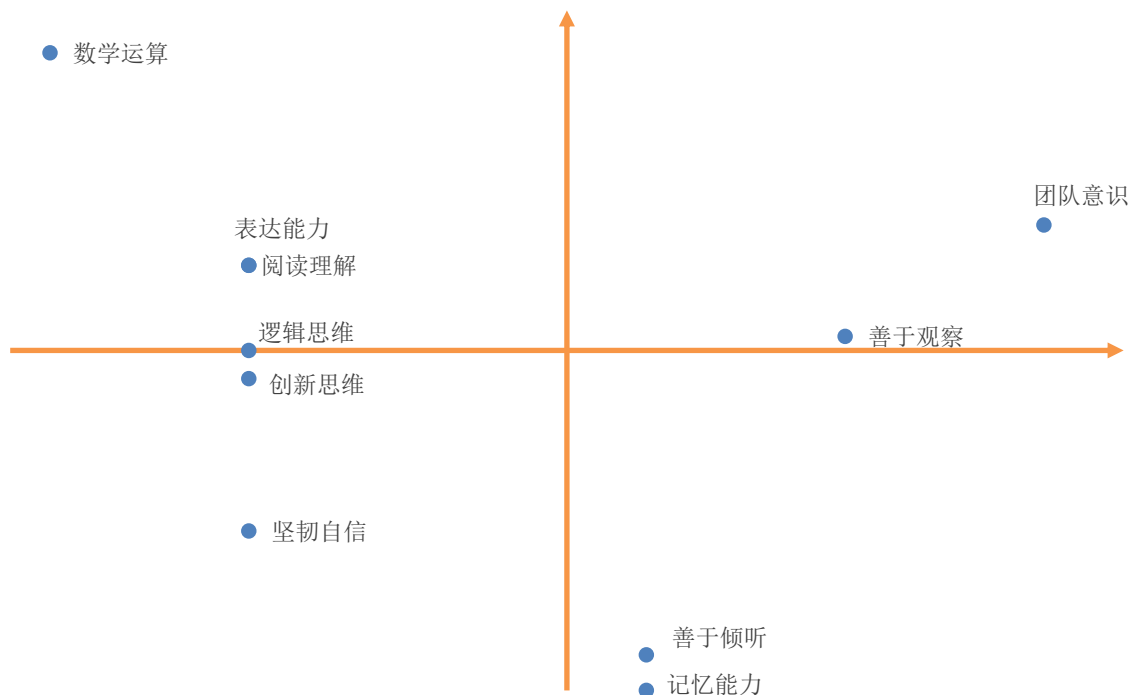 数学运算
团队意识
表达能力
阅读理解
逻辑思维
善于观察
创新思维
坚韧自信
善于倾听
记忆能力